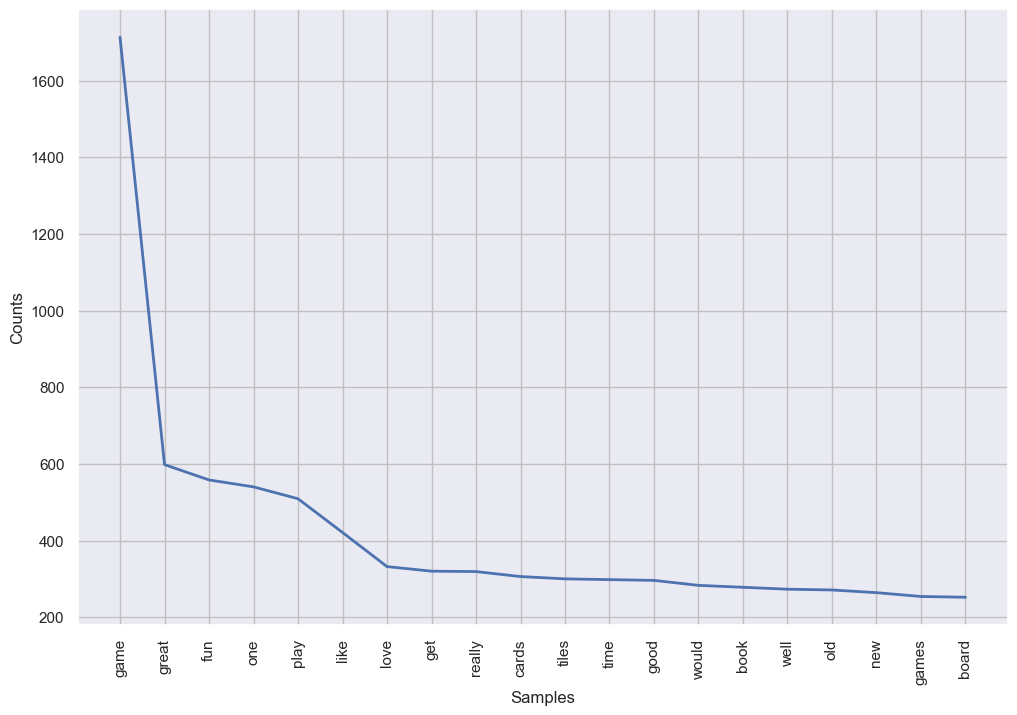 1600
1400
1200
1000
800
600
400
200
Counts
game
great
fun
one
play
like
love
get
really
cards
tiles
time
good
would
book
well
old
new
games
board
Samples